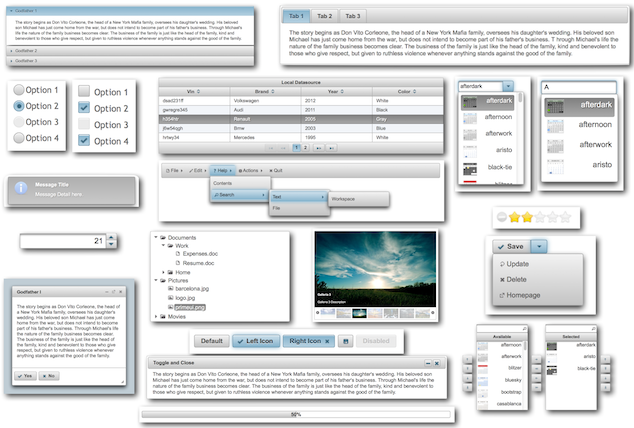 Godfather I
The story begins as Don Vito Corleone, the head of a New York Mafia family, oversees his daughter's wedding. His beloved
son Michael has just come home from the war, but does not intend to become part of his father's business. Through
Michael's life the nature of the family business becomes clear. The business of the family is just like the head of the family,
kind and benevolent to those who give respect, but given to ruthless violence whenever anything stands against the good of the family.
Godfather II
Godfather III
Tab 1 Tab 2 Tab 3
The story begins as Don Vito Corleone, the head of a New York Mafia family, oversees his daughter's wedding. His
beloved son Michael has just come home from the war, but does not intend to become part of his father's business. T hrough Michael's life the
nature of the family business becomes clear. The business of the family is just like the head of the family, kind and benevolent to
those who give respect, but given to ruthless violence whenever anything stands against the good of the family.
Option 1
Option 2
Option 3
Option 4
Option 1
Option 2
Option 3
Option 4
Local Datasource
Vin Brand Year Color
dsad231ff Volkswagen 2012 White
gwregre345 Audi 2011 Black
h354htr Renault 2005 Gray
jfw54qgh Bmw 2003 Blue
hrtwy34 Mercedes 1995 White
1 2
afterdark
afterdark
afternoon
afterwork
aristo
black-tie
A
afterdark
afternoon
afterwork
aristo
Message Title
Message Detail here
File Edit Help Actions Quit
Contents
Search Text Workspace
File
21
Documents
Work
Expenses.doc
Resume.doc
Home
Pictures
barcelona.jpg
logo.jpg
primeui.png
Movies
Galleria 2
Galleria 2 Description
Save
Update
Delete
Homepage
Godfather I
The story begins as Don Vito Corleone, the head of
a New York Mafia family, oversees his daughter's
wedding. His beloved son Michael has just come
home from the war, but does not intend to become
part of his father's business. Through Michael's life
the nature of the family business becomes clear.
The business of the family is just like the head of
the family, kind and benevolent to those who give
respect, but given to ruthless violence whenever
anything stands against the good of the family.
Yes No
Default Left Icon Right Icon Disabled
Toggle and Close
The story begins as Don Vito Corleone, the head of a New York Mafia family, oversees his daughter's wedding. His beloved son
Michael has just come home from the war, but does not intend to become part of his father's business. Through Michael's life
the nature of the family business becomes clear. The business of the family is just like the head of the family, kind and
benevolent to those who give respect, but given to ruthless violence whenever anything stands against the good of the family.
50%
Available
afternoon
afterwork
blitzer
bluesky
bootstrap
casablanca
Selected
afterdark
aristo
black-tie